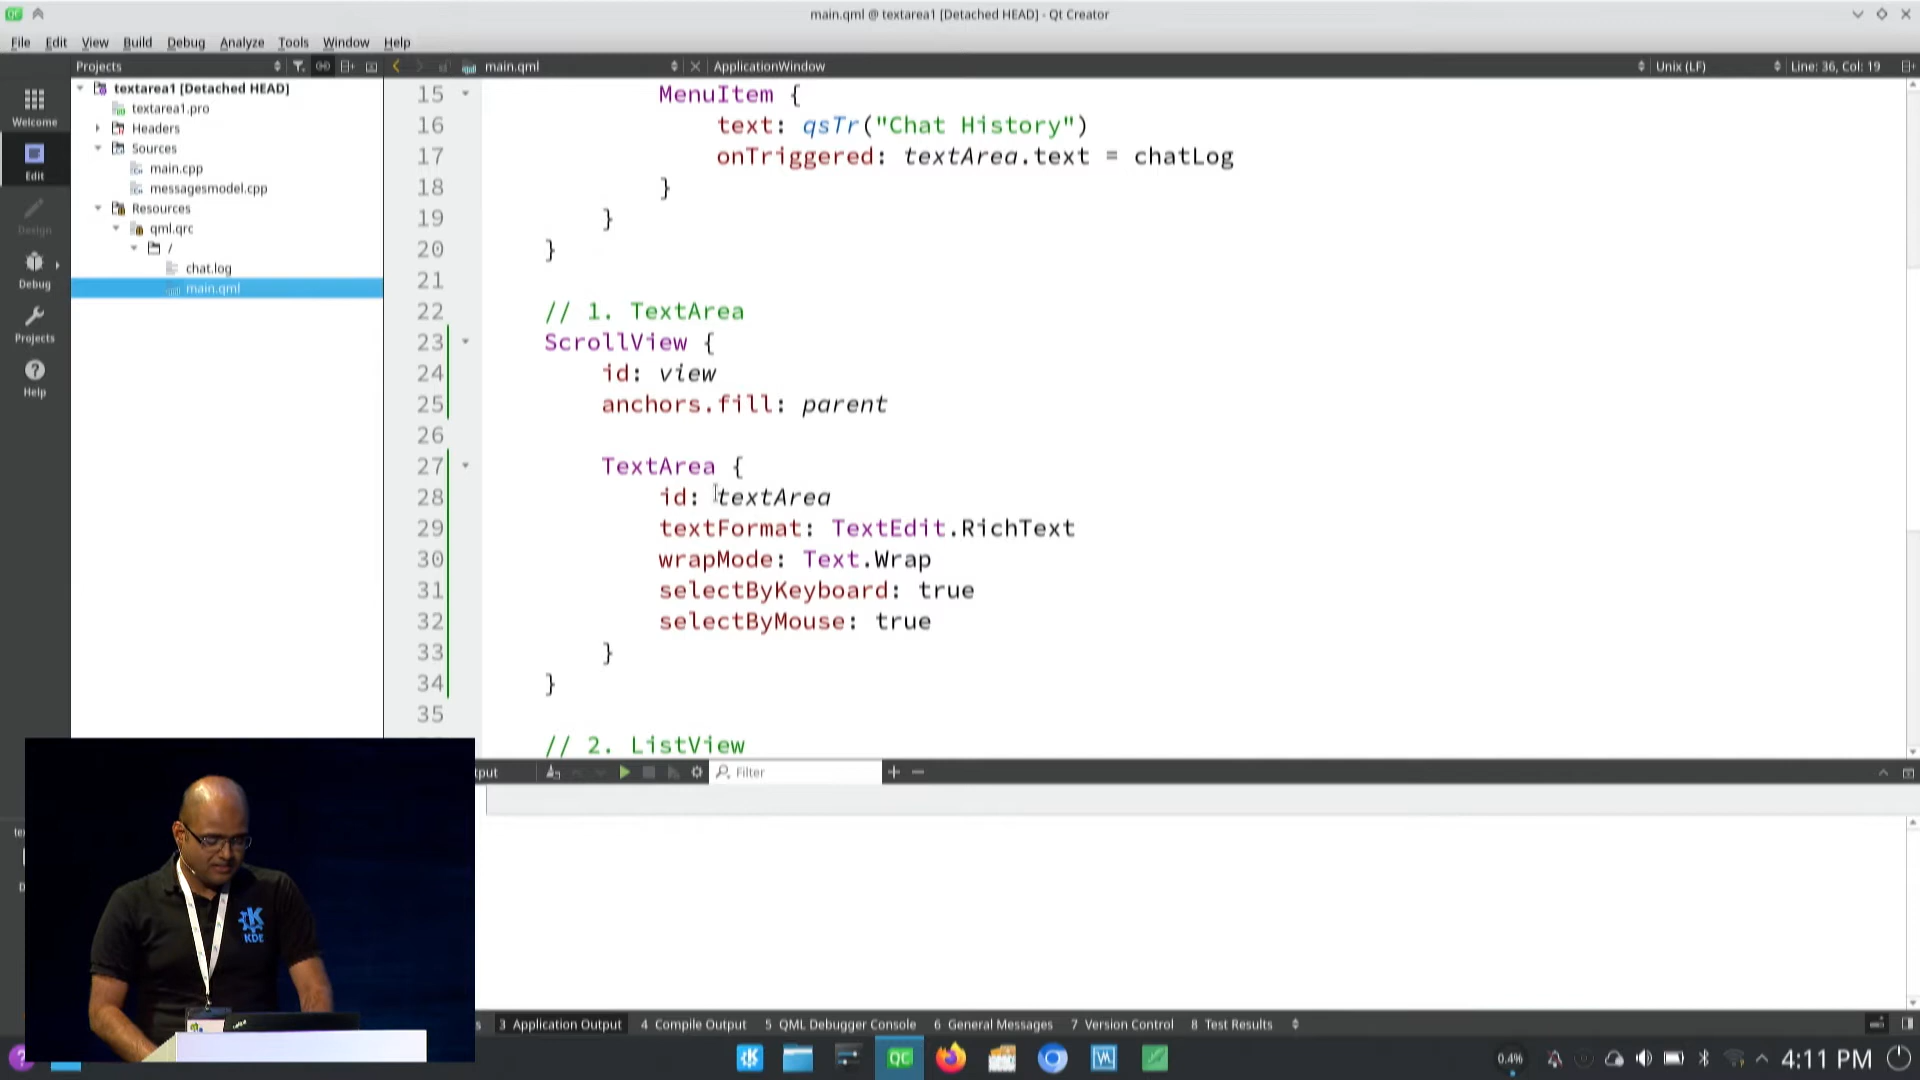 main.qml @ textarea1 [Detached HEAD] - Qt Creator
File Edit View Build Debug Analyze Tools Window Help
Projects
main.qml
ApplicationWindow
Unix (LF)
Line: 36, Col: 19
Welcome
Edit
Design
Debug
Projects
Help
textarea1 [Detached HEAD]
textarea1.pro
Headers
Sources
main.cpp
messagesmodel.cpp
Resources
qml.qrc
/
chat.log
main.qml
15 MenuItem {
16 text: qsTr("Chat History")
17 onTriggered: textArea.text = chatLog
18 }
19 }
20 }
21
22 // 1. TextArea
23 ScrollView {
24 id: view
25 anchors.fill: parent
26
27 TextArea {
28 id: textArea
29 textFormat: TextEdit.RichText
30 wrapMode: Text.Wrap
31 selectByKeyboard: true
32 selectByMouse: true
33 }
34 }
35
// 2. ListView
tput
Filter
KDE
3 Application Output 4 Compile Output 5 QML Debugger Console 6 General Messages 7 Version Control 8 Test Results
QC
0.4%
4:11 PM